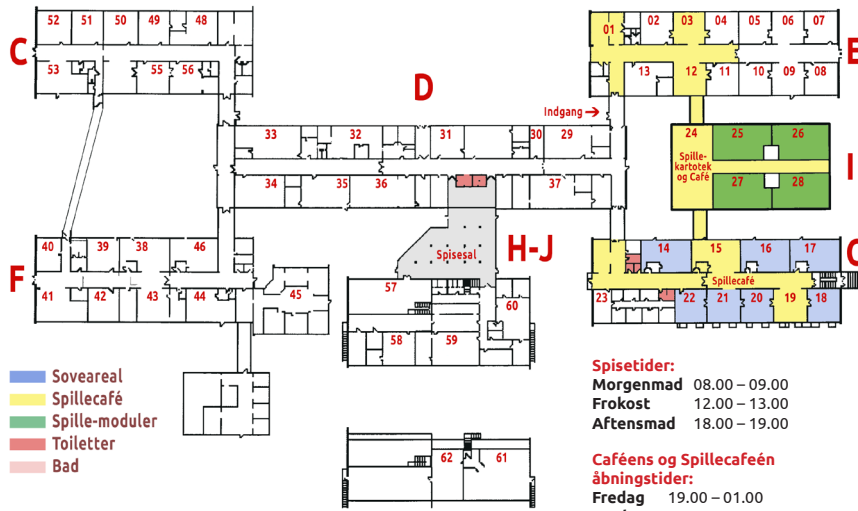 52 51 50 49 48
C
53 55 56
01 02 03 04 05 06 07
E
13 12 11 10 09 08
D
Indgang
33 32 31 30 29
34 35 36 37
24 25 26
Spille-
kartotek
og Café
I
27 28
40 39 38 46
F
41 42 43 44 45
Spisesal
H-J
57 60
58 59
14 15 16 17
Spillecafé
23 22 21 20 19 18
62 61
Soveareal
Spillecafé
Spille-moduler
Toiletter
Bad
Spisetider:
Morgenmad 08.00 – 09.00
Frokost 12.00 – 13.00
Aftensmad 18.00 – 19.00
Caféens og Spillecafeén
åbningstider:
Fredag 19.00 – 01.00